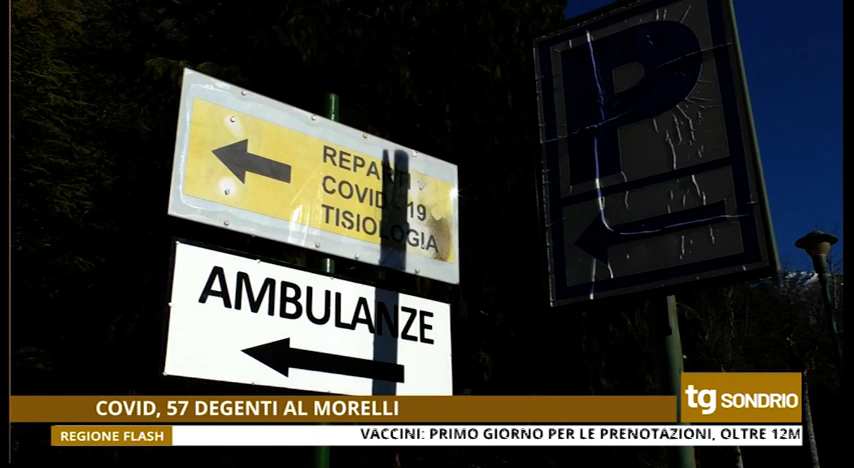 REPARTI
COVID - 19
TISIOLOGIA
AMBULANZE
P
COVID, 57 DEGENTI AL MORELLI
tg SONDRIO
REGIONE FLASH
VACCINI: PRIMO GIORNO PER LE PRENOTAZIONI, OLTRE 12M